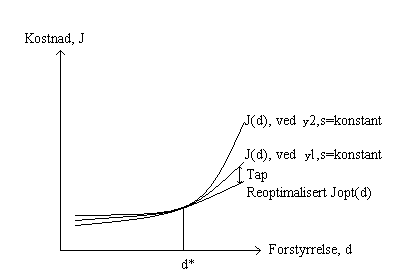 Kostnad, J
J(d), ved y2,s=konstant
J(d), ved y1,s=konstant
Tap
Reoptimalisert Jopt(d)
Forstyrrelse, d
d*